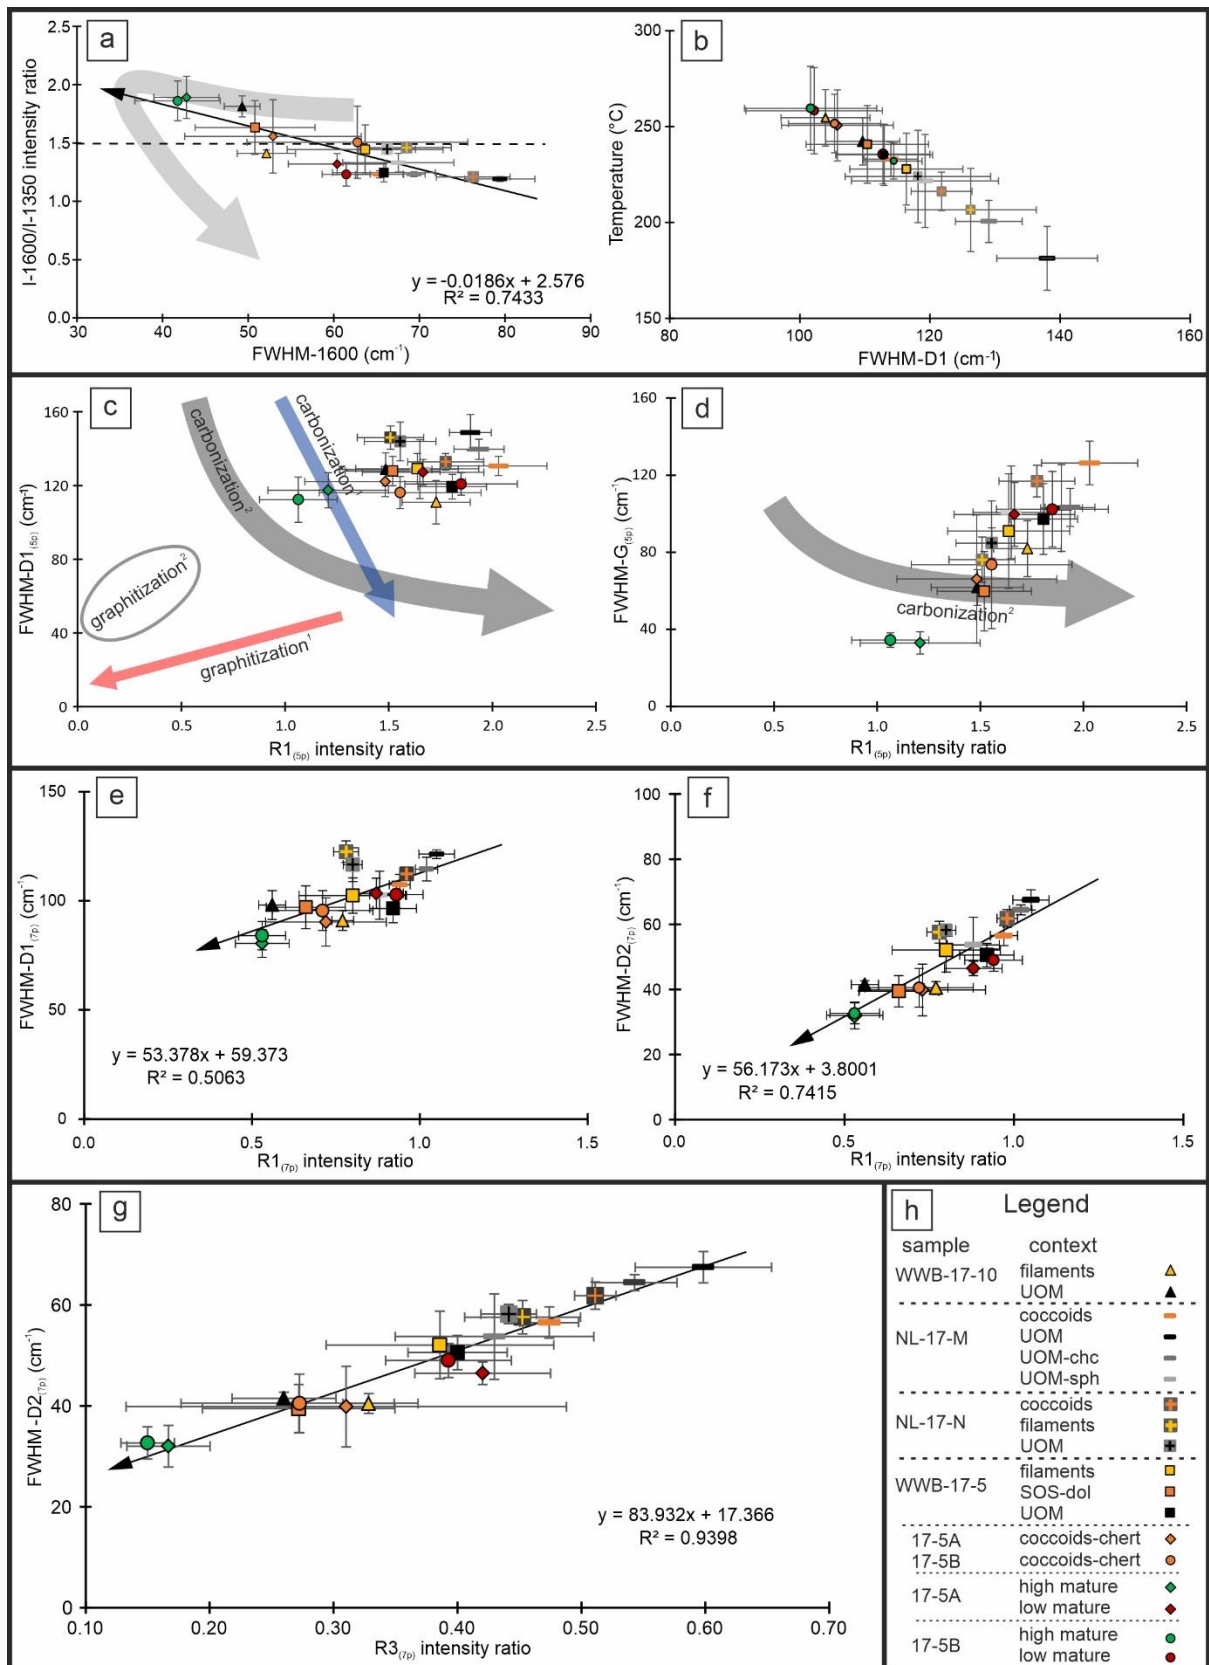 a
I-1600/I-1350 intensity ratio
2.5
2.0
1.5
1.0
0.5
0.0
30 40 50 60 70 80 90
FWHM-1600 (cm⁻¹)
y = -0.0186x + 2.576
R² = 0.7433
b
Temperature (°C)
300
250
200
150
80 100 120 140 160
FWHM-D1 (cm⁻¹)
c
FWHM-D1(5p) (cm⁻¹)
160
120
80
40
0
0.0 0.5 1.0 1.5 2.0 2.5
R1(5p) intensity ratio
carbonization²
carbonization¹
graphitization²
graphitization¹
d
FWHM-G(5p) (cm⁻¹)
160
120
80
40
0
0.0 0.5 1.0 1.5 2.0 2.5
R1(5p) intensity ratio
carbonization²
e
FWHM-D1(7p) (cm⁻¹)
150
100
50
0
0.0 0.5 1.0 1.5
R1(7p) intensity ratio
y = 53.378x + 59.373
R² = 0.5063
f
FWHM-D2(7p) (cm⁻¹)
100
80
60
40
20
0
0.0 0.5 1.0 1.5
R1(7p) intensity ratio
y = 56.173x + 3.8001
R² = 0.7415
g
FWHM-D2(7p) (cm⁻¹)
80
60
40
20
0
0.10 0.20 0.30 0.40 0.50 0.60 0.70
R3(7p) intensity ratio
y = 83.932x + 17.366
R² = 0.9398
h Legend
sample context
WWB-17-10 filaments
UOM
coccoids
NL-17-M UOM
UOM-chc
UOM-sph
coccoids
NL-17-N filaments
UOM
filaments
WWB-17-5 SOS-dol
UOM
17-5A coccoids-chert
17-5B coccoids-chert
17-5A high mature
low mature
high mature
17-5B low mature